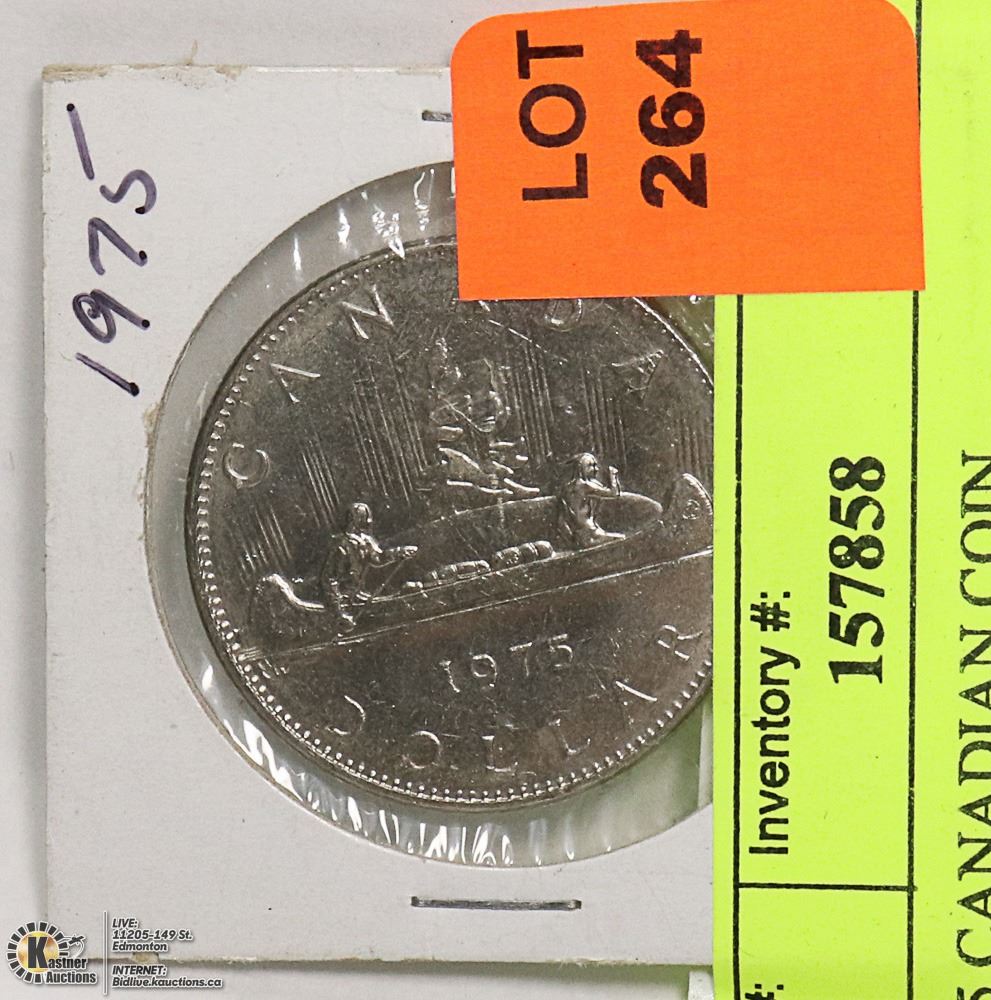 1975
LOT
264
CANADA
1975
DOLLAR
Inventory #:
157858
CANADIAN COIN
#:
Kastner
Auctions
LIVE:
11205-149 St.
Edmonton
INTERNET:
Bidlive.kauctions.ca